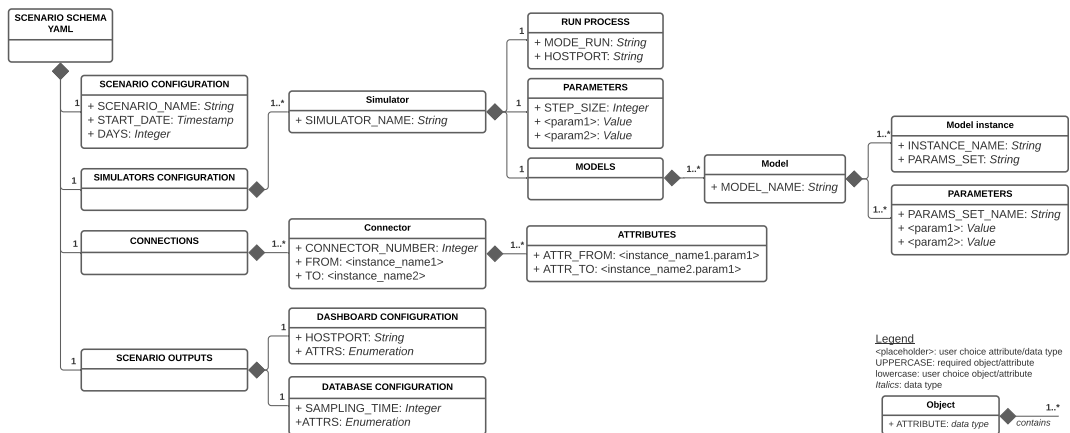 SCENARIO SCHEMA
YAML
1
SCENARIO CONFIGURATION
+ SCENARIO_NAME: String
+ START_DATE: Timestamp
+ DAYS: Integer
1
SIMULATORS CONFIGURATION
1..*
Simulator
+ SIMULATOR_NAME: String
1
RUN PROCESS
+ MODE_RUN: String
+ HOSTPORT: String
1
PARAMETERS
+ STEP_SIZE: Integer
+ <param1>: Value
+ <param2>: Value
1
MODELS
1..*
Model
+ MODEL_NAME: String
1..*
Model instance
+ INSTANCE_NAME: String
+ PARAMS_SET: String
1..*
PARAMETERS
+ PARAMS_SET_NAME: String
+ <param1>: Value
+ <param2>: Value
1
CONNECTIONS
1..*
Connector
+ CONNECTOR_NUMBER: Integer
+ FROM: <instance_name1>
+ TO: <instance_name2>
1..*
ATTRIBUTES
+ ATTR_FROM: <instance_name1.param1>
+ ATTR_TO: <instance_name2.param1>
1
SCENARIO OUTPUTS
1
DASHBOARD CONFIGURATION
+ HOSTPORT: String
+ ATTRS: Enumeration
1
DATABASE CONFIGURATION
+ SAMPLING_TIME: Integer
+ATTRS: Enumeration
Legend
<placeholder>: user choice attribute/data type
UPPERCASE: required object/attribute
lowercase: user choice object/attribute
Italics: data type
Object
+ ATTRIBUTE: data type
1..*
contains